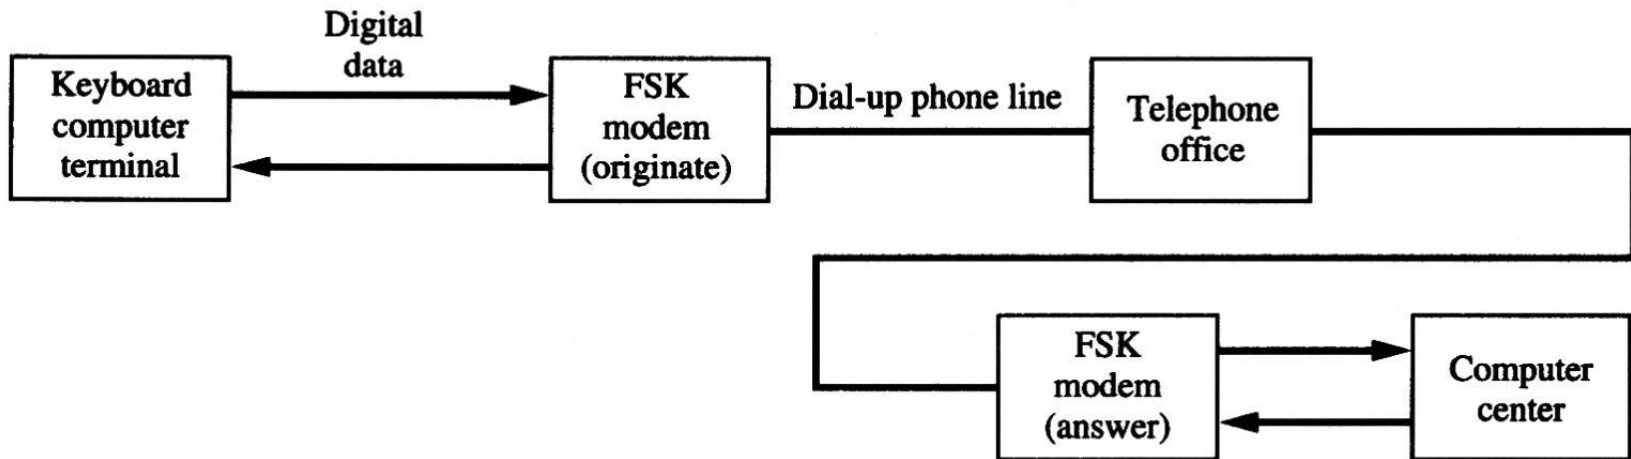 Keyboard
computer
terminal
Digital
data
FSK
modem
(originate)
Dial-up phone line
Telephone
office
FSK
modem
(answer)
Computer
center